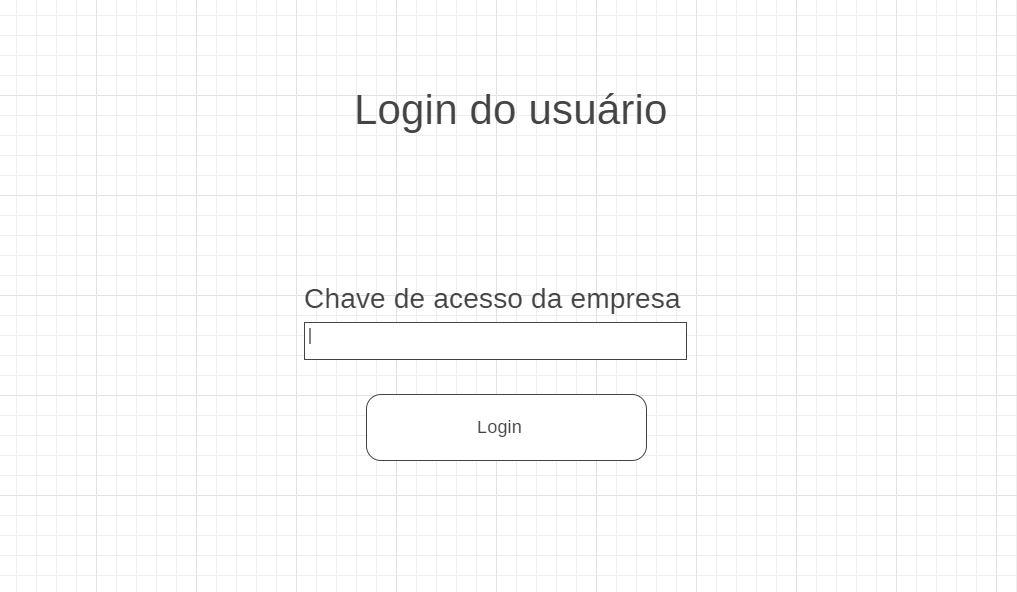 Login do usuário
Chave de acesso da empresa
Login